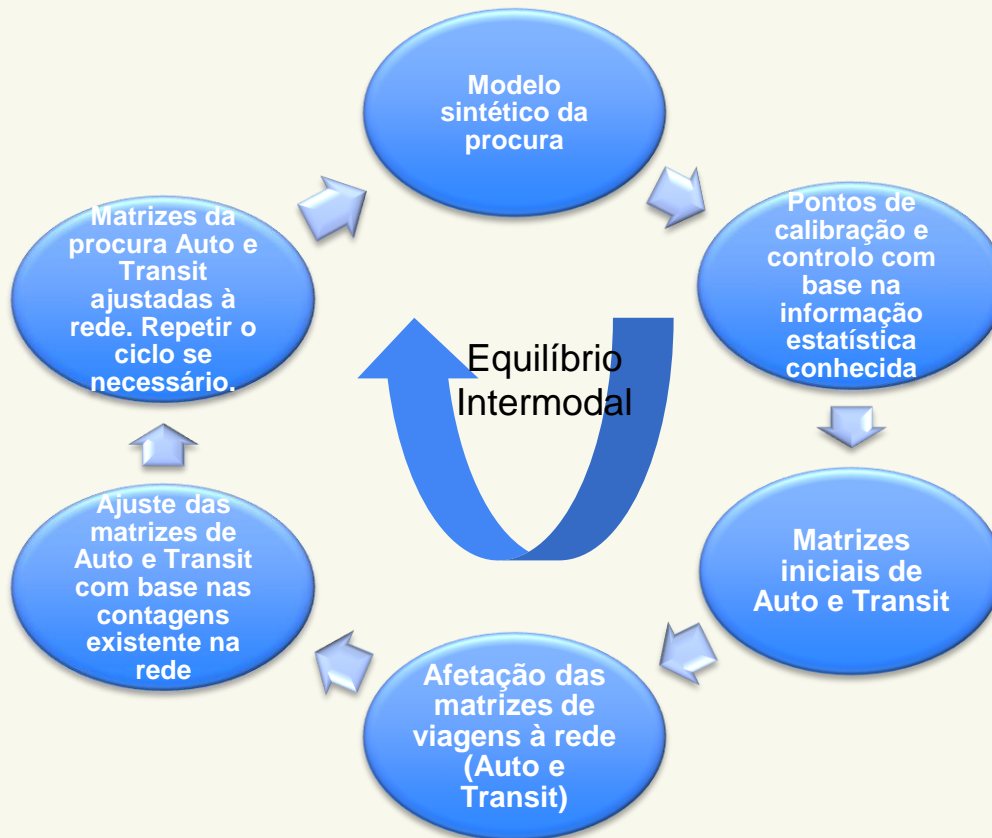 Modelo
sintético da
procura
Pontos de
calibração e
controlo com
base na
informação
estatística
conhecida
Matrizes
iniciais de
Auto e Transit
Afetação das
matrizes de
viagens à rede
(Auto e
Transit)
Ajuste das
matrizes de
Auto e Transit
com base nas
contagens
existente na
rede
Matrizes da
procura Auto e
Transit
ajustadas à
rede. Repetir o
ciclo se
necessário.
Equilíbrio
Intermodal